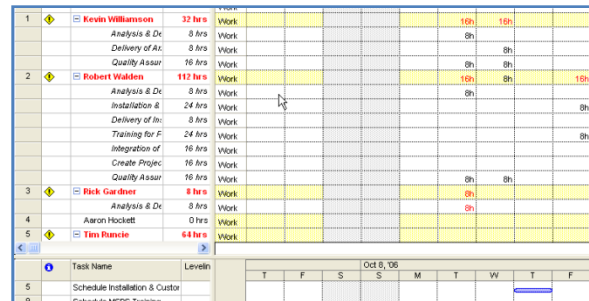 Work
1 Kevin Williamson 32 hrs Work 16h 16h
Analysis & De 8 hrs Work 8h
Delivery of Ar. 8 hrs Work 8h
Quality Assur 16 hrs Work 8h 8h
2 Robert Walden 112 hrs Work 16h 8h 16h
Analysis & De 8 hrs Work 8h
Installation & 24 hrs Work
Delivery of In: 8 hrs Work
Training for F 24 hrs Work 8h
Integration of 16 hrs Work
Create Projec 16 hrs Work
Quality Assur 16 hrs Work 8h 8h
3 Rick Gardner 8 hrs Work 8h
Analysis & De 8 hrs Work 8h
4 Aaron Hockett 0 hrs Work
5 Tim Runcie 64 hrs Work
Task Name Levelin Oct 8, '06
T F S S M T W T F
5 Schedule Installation & Custor